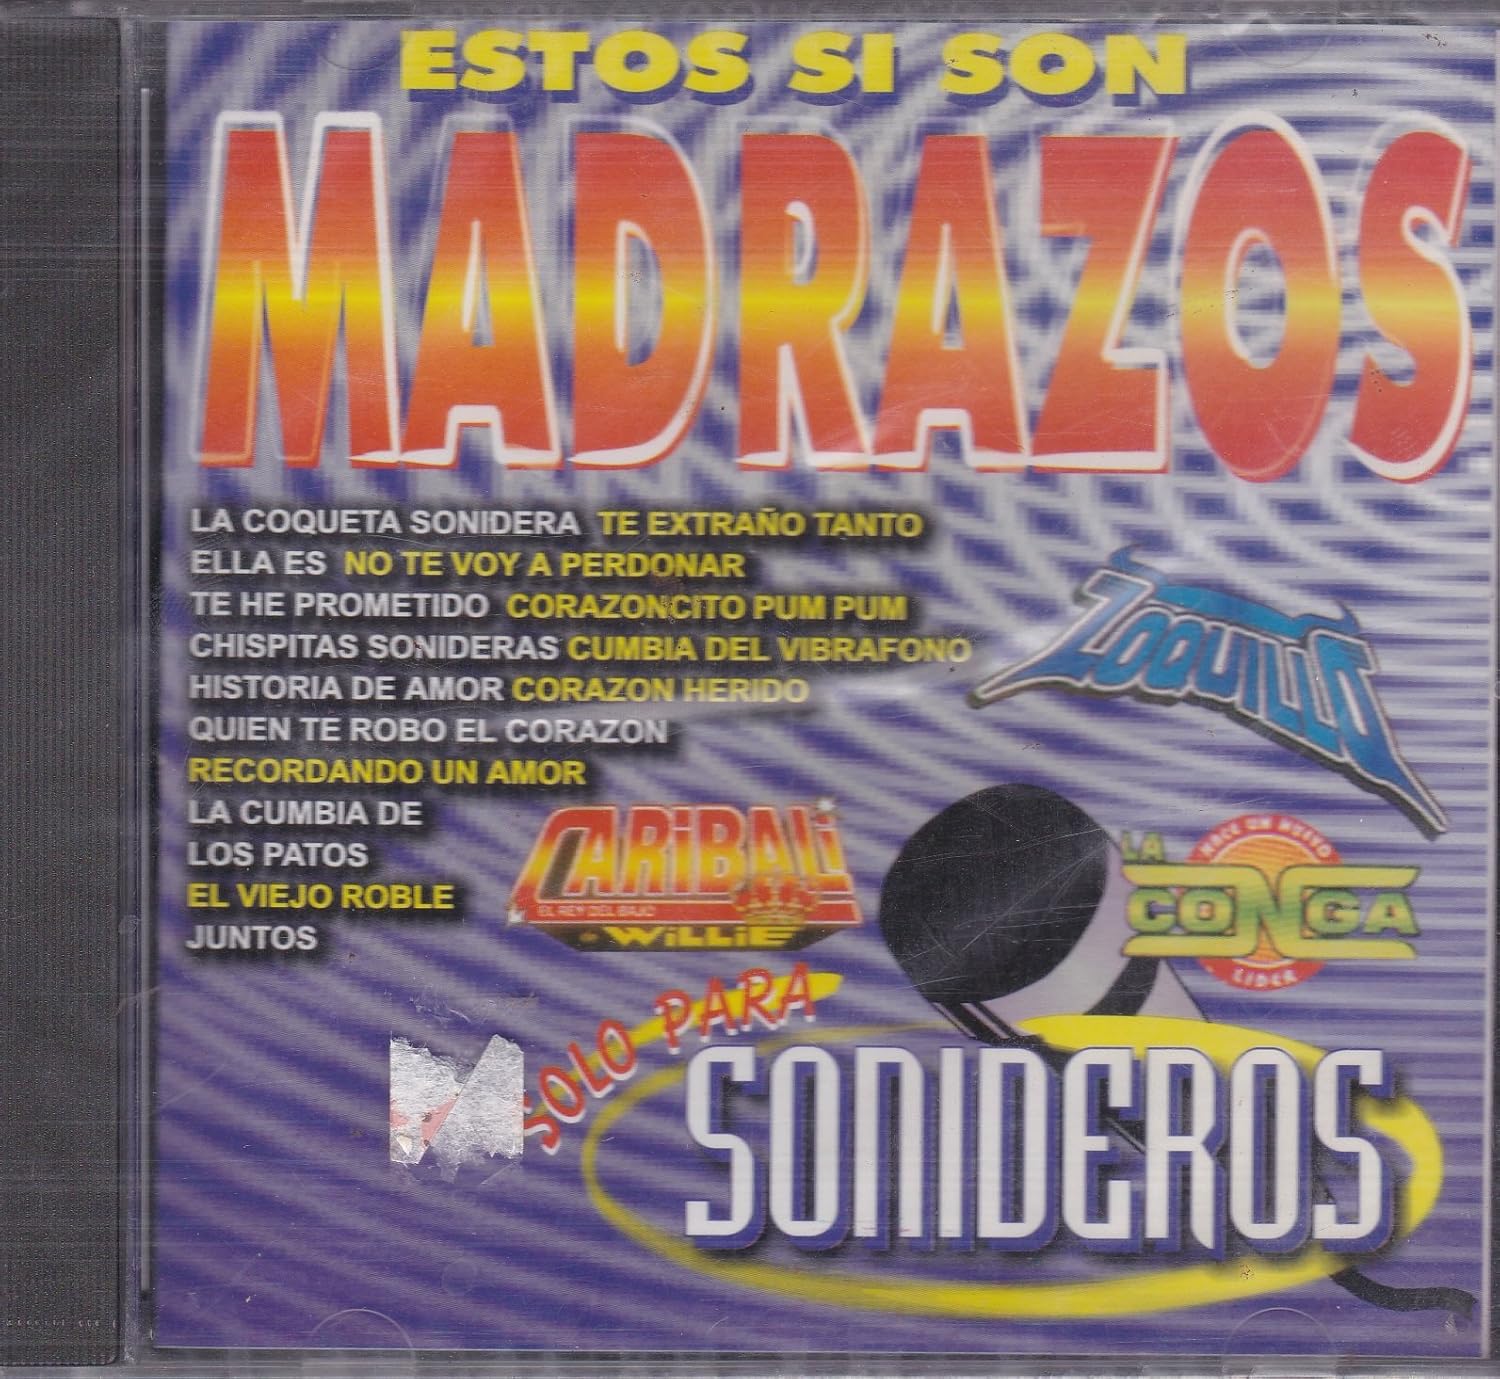 ESTOS SI SON
MADRAZOS
LA COQUETA SONIDERA TE EXTRAÑO TANTO
ELLA ES NO TE VOY A PERDONAR
TE HE PROMETIDO CORAZONCITO PUM PUM
CHISPITAS SONIDERAS CUMBIA DEL VIBRAFONO
HISTORIA DE AMOR CORAZON HERIDO
QUIEN TE ROBO EL CORAZON
RECORDANDO UN AMOR
LA CUMBIA DE
LOS PATOS
EL VIEJO ROBLE
JUNTOS
ZOQUILLO
CARIBALI
EL REY DEL BAJO
WILLIE
HACE UN NUEVO
LA
CONGA
LIDER
SOLO PARA
SONIDEROS